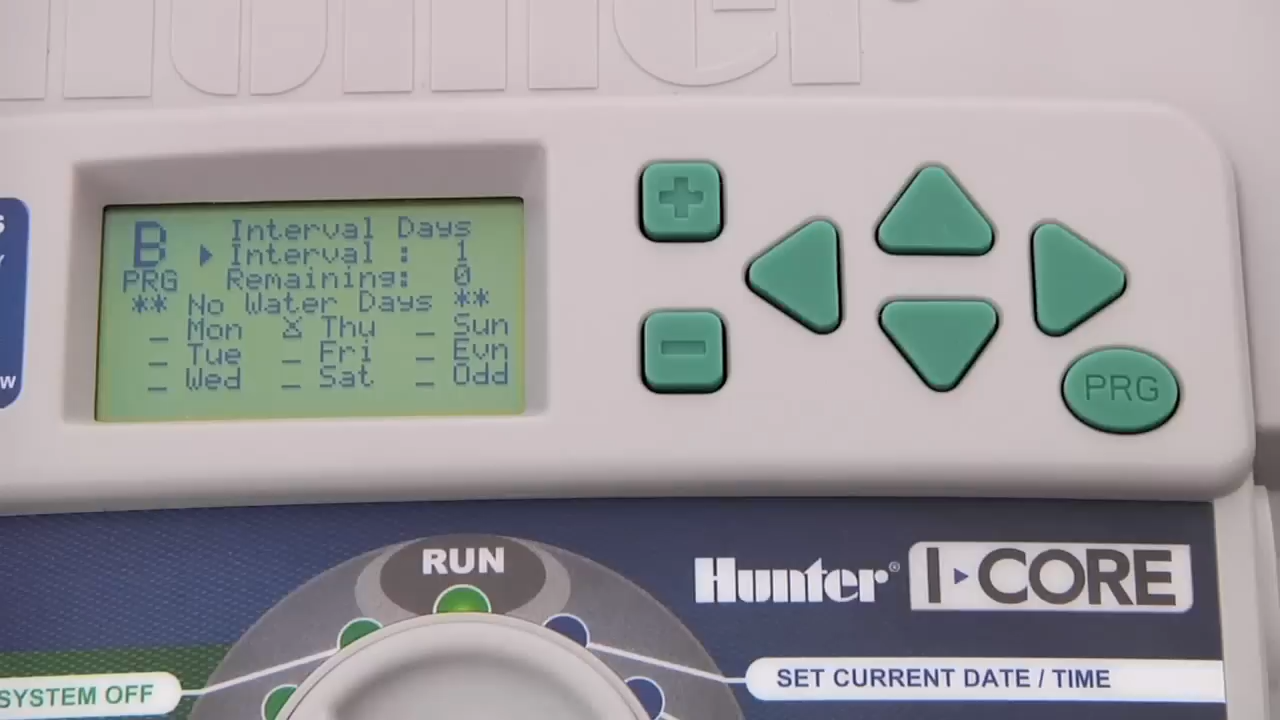 Hunter
B Interval Days
▶ Interval : 1
PRG Remaining: 0
** No Water Days **
_ Mon X Thu _ Sun
_ Tue _ Fri _ Evn
_ Wed _ Sat _ Odd
PRG
RUN
Hunter® I▸CORE
SYSTEM OFF
SET CURRENT DATE / TIME